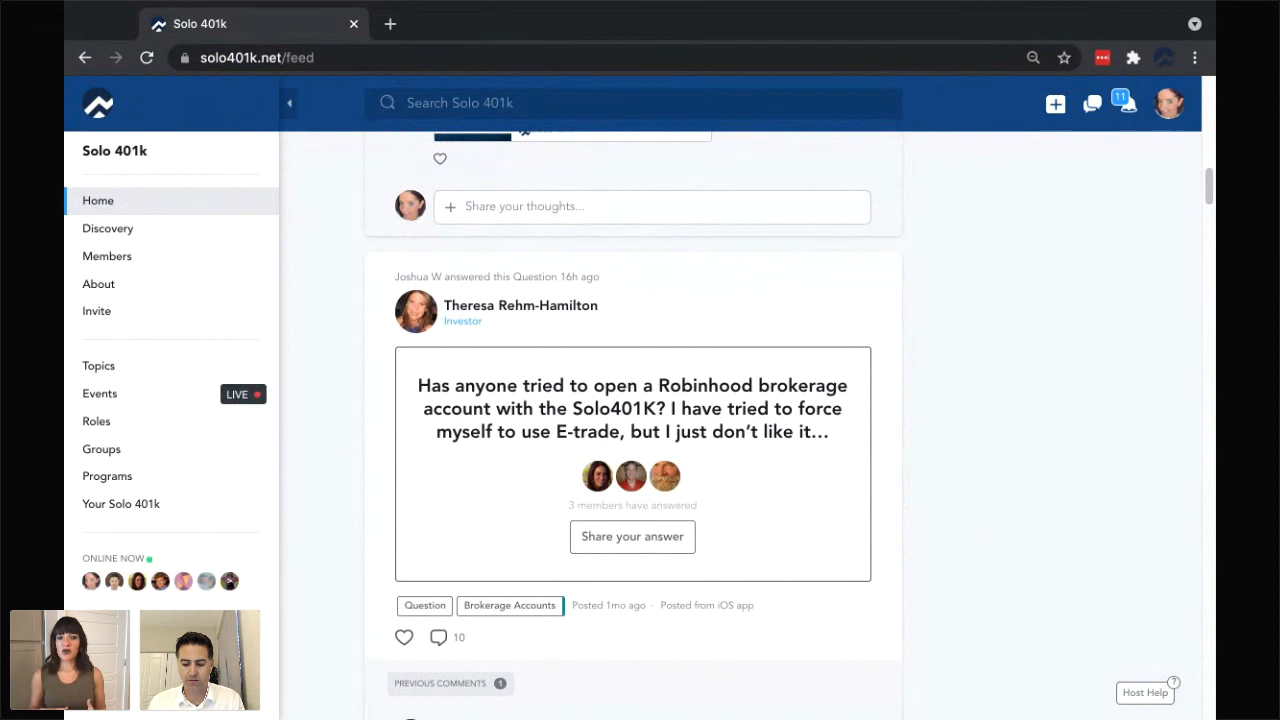 Solo 401k
solo401k.net/feed
Search Solo 401k
11
Solo 401k
Home
Discovery
Members
About
Invite
Topics
Events
LIVE
Roles
Groups
Programs
Your Solo 401k
ONLINE NOW
Share your thoughts...
Joshua W answered this Question 16h ago
Theresa Rehm-Hamilton
Investor
Has anyone tried to open a Robinhood brokerage
account with the Solo401K? I have tried to force
myself to use E-trade, but I just don't like it...
3 members have answered
Share your answer
Question
Brokerage Accounts
Posted 1mo ago · Posted from iOS app
10
PREVIOUS COMMENTS 1
Host Help
?